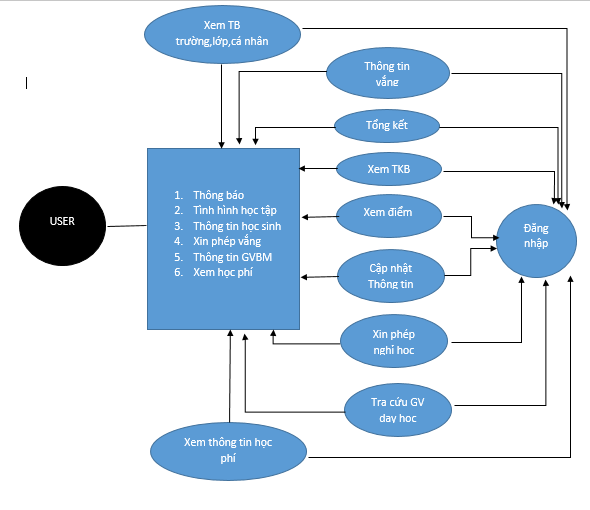 Xem TB
trường,lớp,cá nhân
Thông tin
vắng
Tổng kết
Xem TKB
Xem điểm
Cập nhật
Thông tin
Xin phép
nghỉ học
Tra cứu GV
dạy học
Xem thông tin học
phí
USER
1. Thông báo
2. Tình hình học tập
3. Thông tin học sinh
4. Xin phép vắng
5. Thông tin GVBM
6. Xem học phí
Đăng
nhập